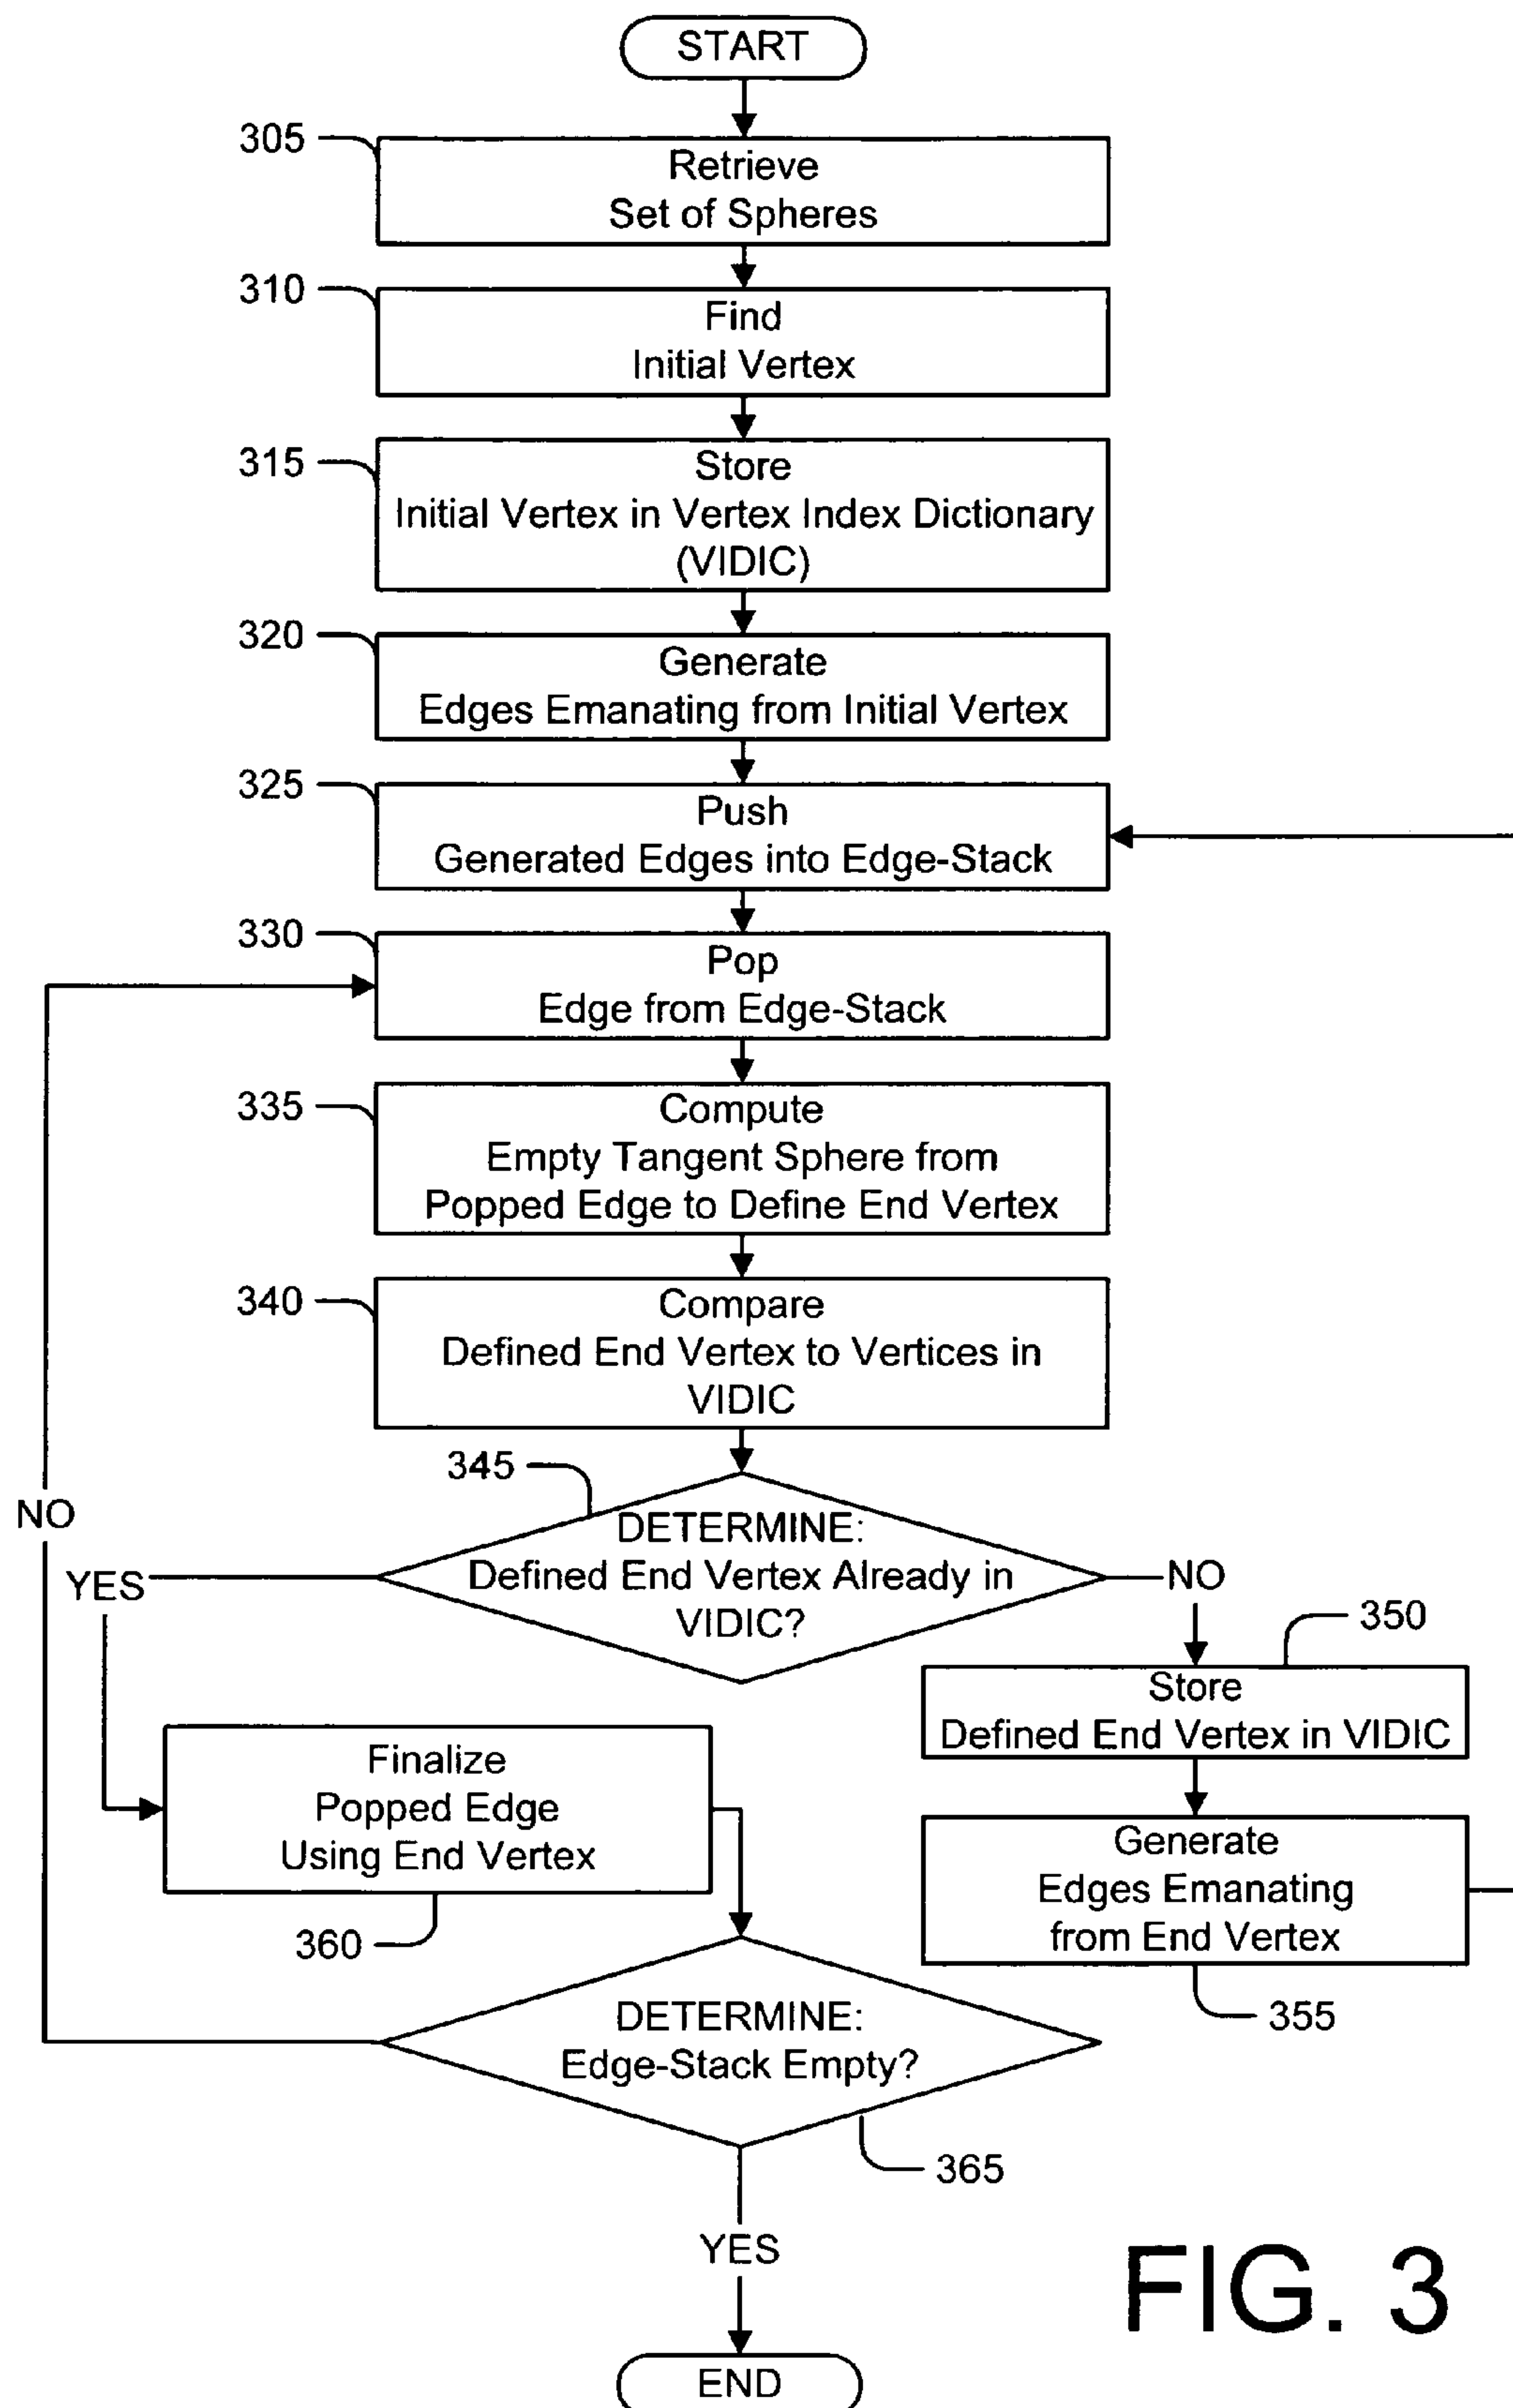 START
305
Retrieve
Set of Spheres
310
Find
Initial Vertex
315
Store
Initial Vertex in Vertex Index Dictionary
(VIDIC)
320
Generate
Edges Emanating from Initial Vertex
325
Push
Generated Edges into Edge-Stack
330
Pop
Edge from Edge-Stack
335
Compute
Empty Tangent Sphere from
Popped Edge to Define End Vertex
340
Compare
Defined End Vertex to Vertices in
VIDIC
345
DETERMINE:
Defined End Vertex Already in
VIDIC?
NO
YES
NO
350
Store
Defined End Vertex in VIDIC
Finalize
Popped Edge
Using End Vertex
360
Generate
Edges Emanating
from End Vertex
355
DETERMINE:
Edge-Stack Empty?
365
YES
END
FIG. 3